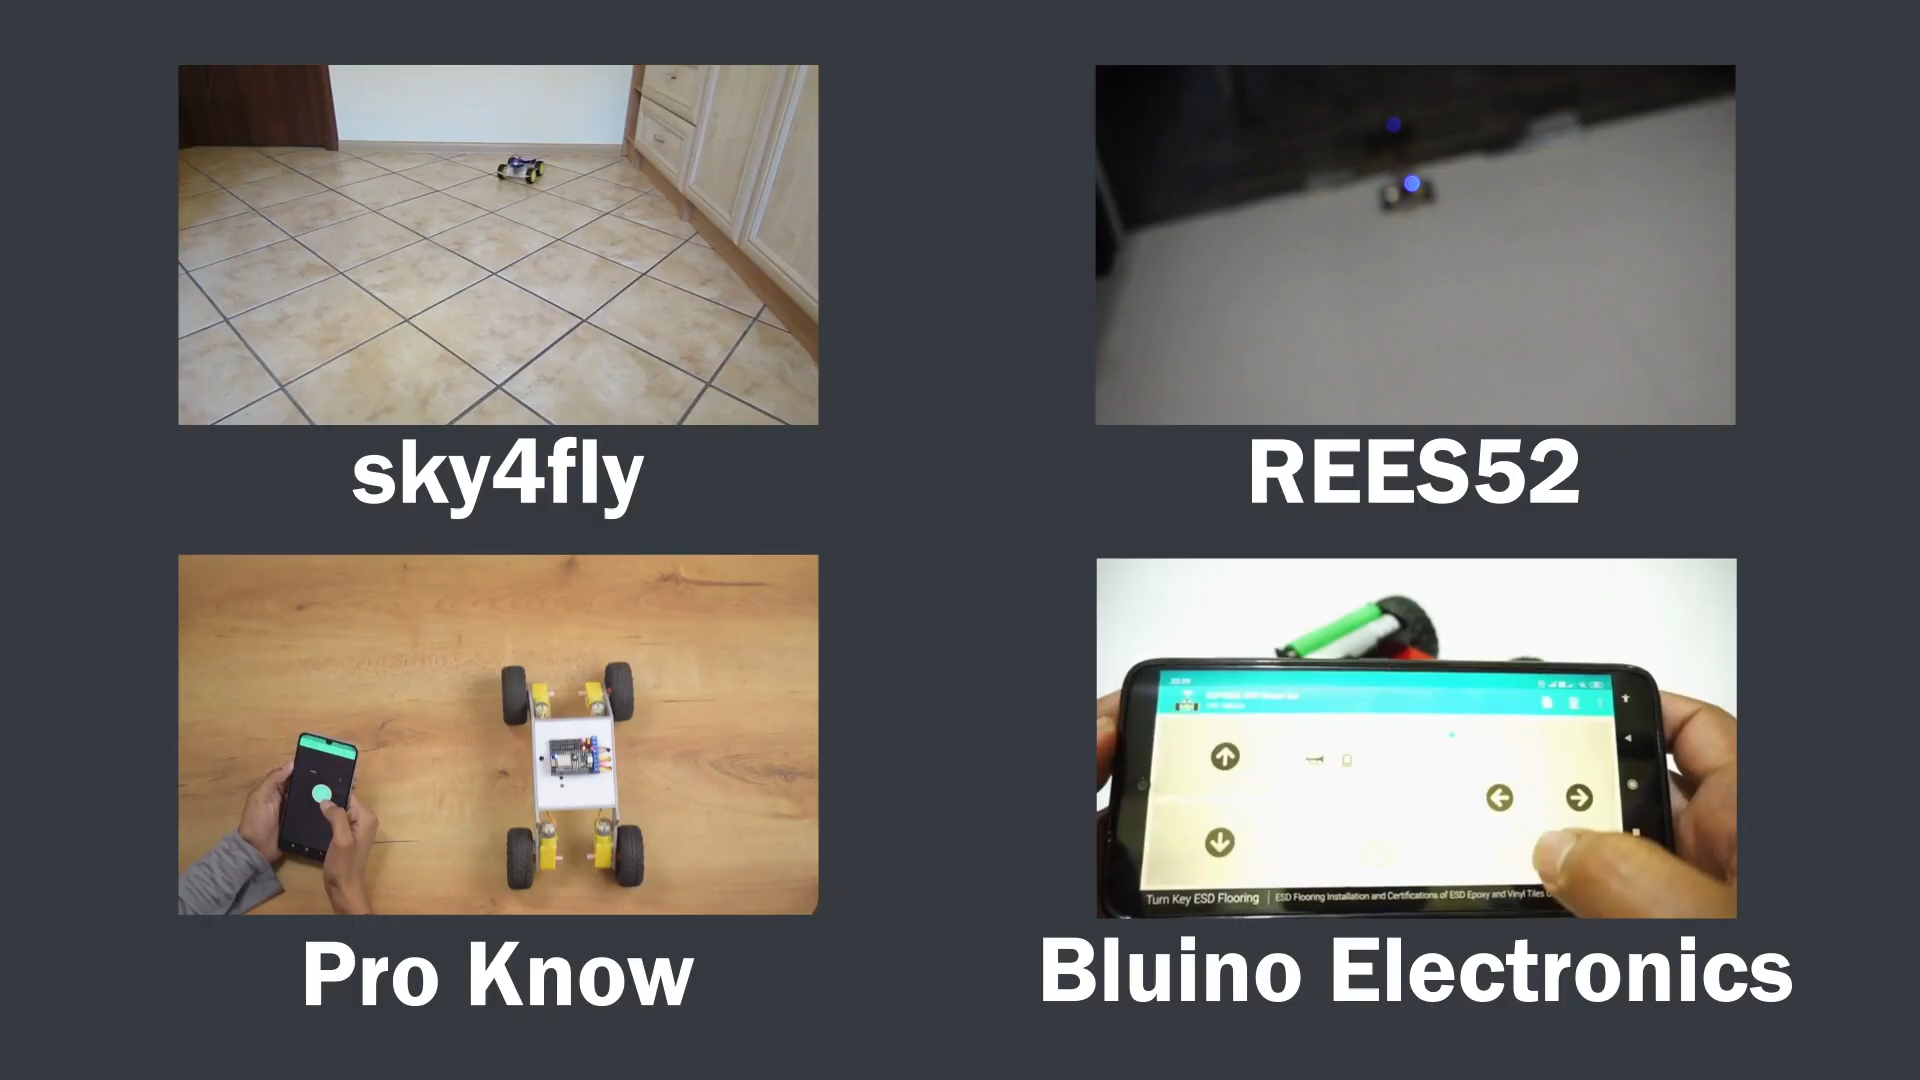 sky4fly
REES52
Pro Know
Bluino Electronics
Turn Key ESD Flooring
ESD Flooring Installation and Certifications of ESD Epoxy and Vinyl Tiles